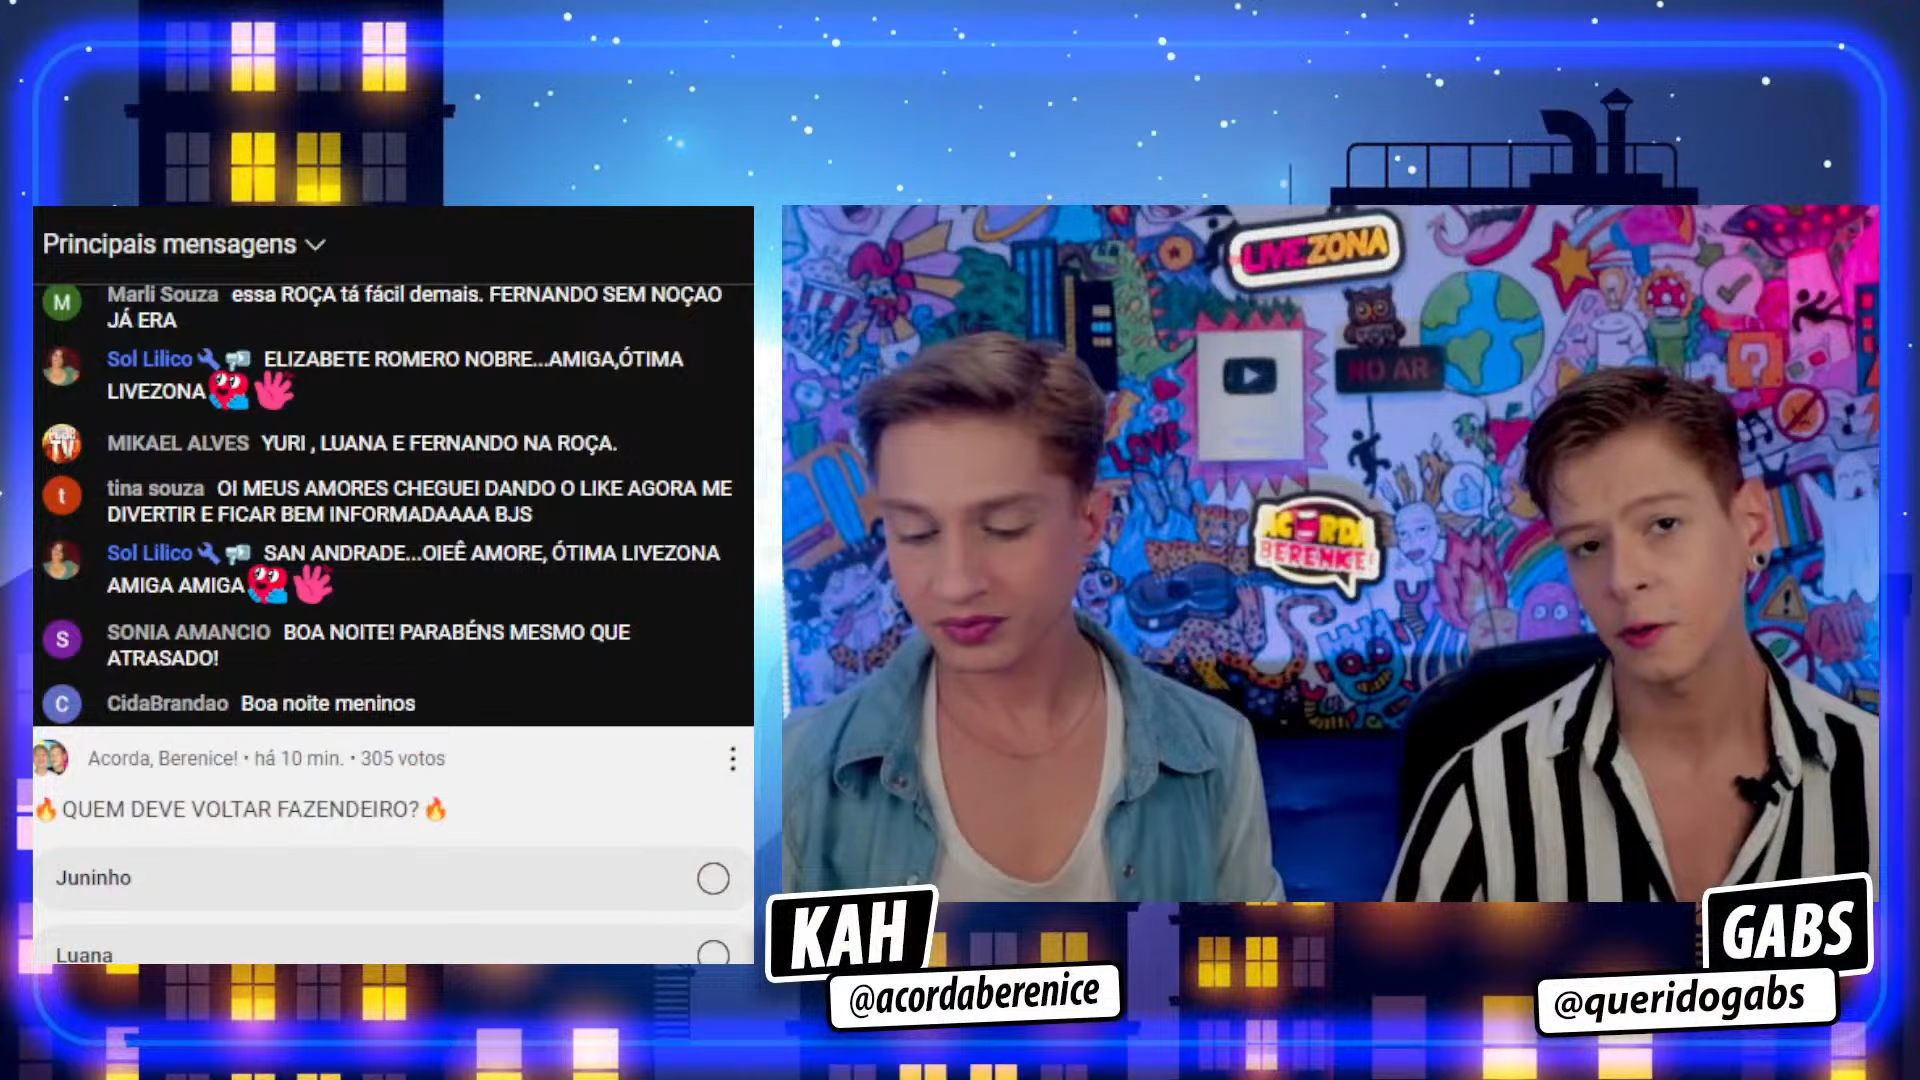 Principais mensagens
M
Marli Souza essa ROÇA tá fácil demais. FERNANDO SEM NOÇAO
JÁ ERA
Sol Lilico ELIZABETE ROMERO NOBRE...AMIGA,ÓTIMA
LIVEZONA
TV
MIKAEL ALVES YURI , LUANA E FERNANDO NA ROÇA.
t
tina souza OI MEUS AMORES CHEGUEI DANDO O LIKE AGORA ME
DIVERTIR E FICAR BEM INFORMADAAAA BJS
Sol Lilico SAN ANDRADE...OIEÊ AMORE, ÓTIMA LIVEZONA
AMIGA AMIGA
S
SONIA AMANCIO BOA NOITE! PARABÉNS MESMO QUE
ATRASADO!
C
CidaBrandao Boa noite meninos
Acorda, Berenice! • há 10 min. • 305 votos
🔥 QUEM DEVE VOLTAR FAZENDEIRO? 🔥
Juninho
Luana
LIVEZONA
NO AR
LOVE
ACORDA
BERENICE!
KAH
@acordaberenice
GABS
@queridogabs